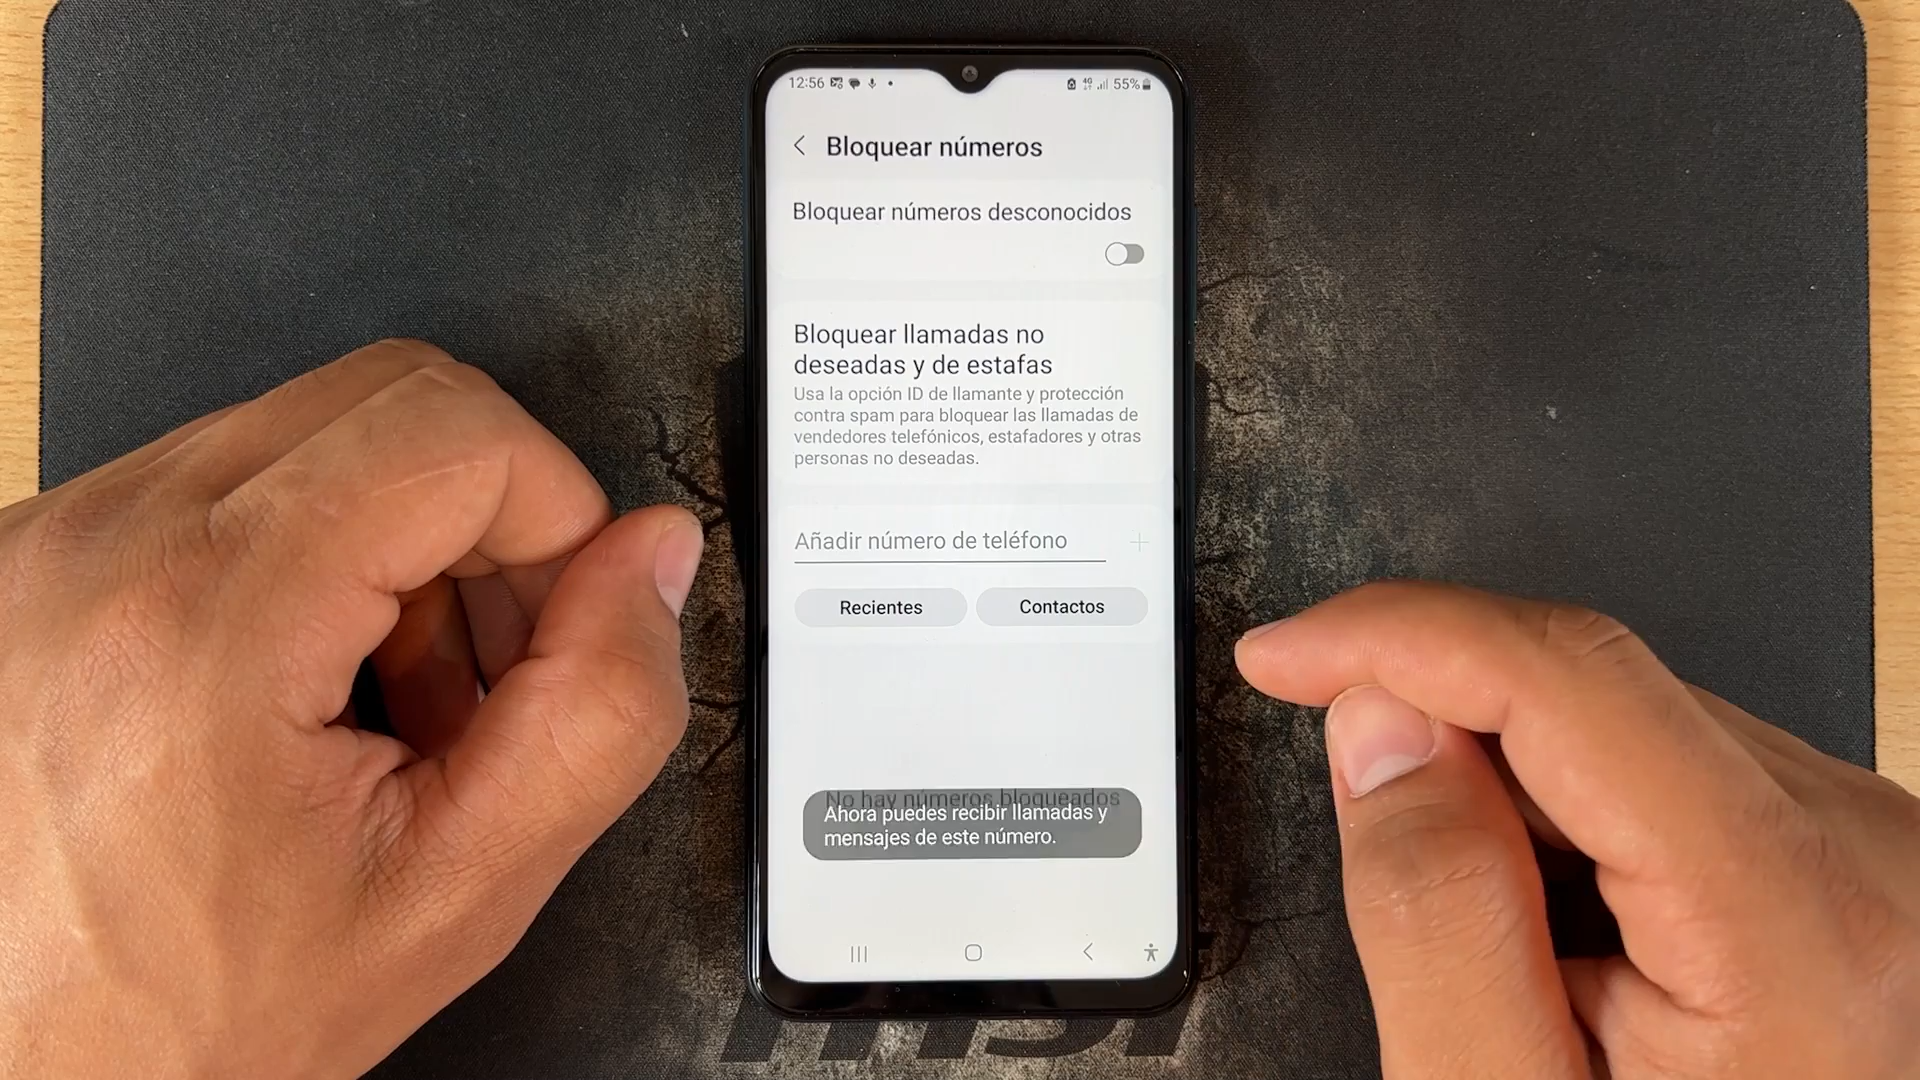 12:56
4G
55%
Bloquear números
Bloquear números desconocidos
Bloquear llamadas no
deseadas y de estafas
Usa la opción ID de llamante y protección
contra spam para bloquear las llamadas de
vendedores telefónicos, estafadores y otras
personas no deseadas.
Añadir número de teléfono
Recientes
Contactos
No hay números bloqueados
Ahora puedes recibir llamadas y
mensajes de este número.